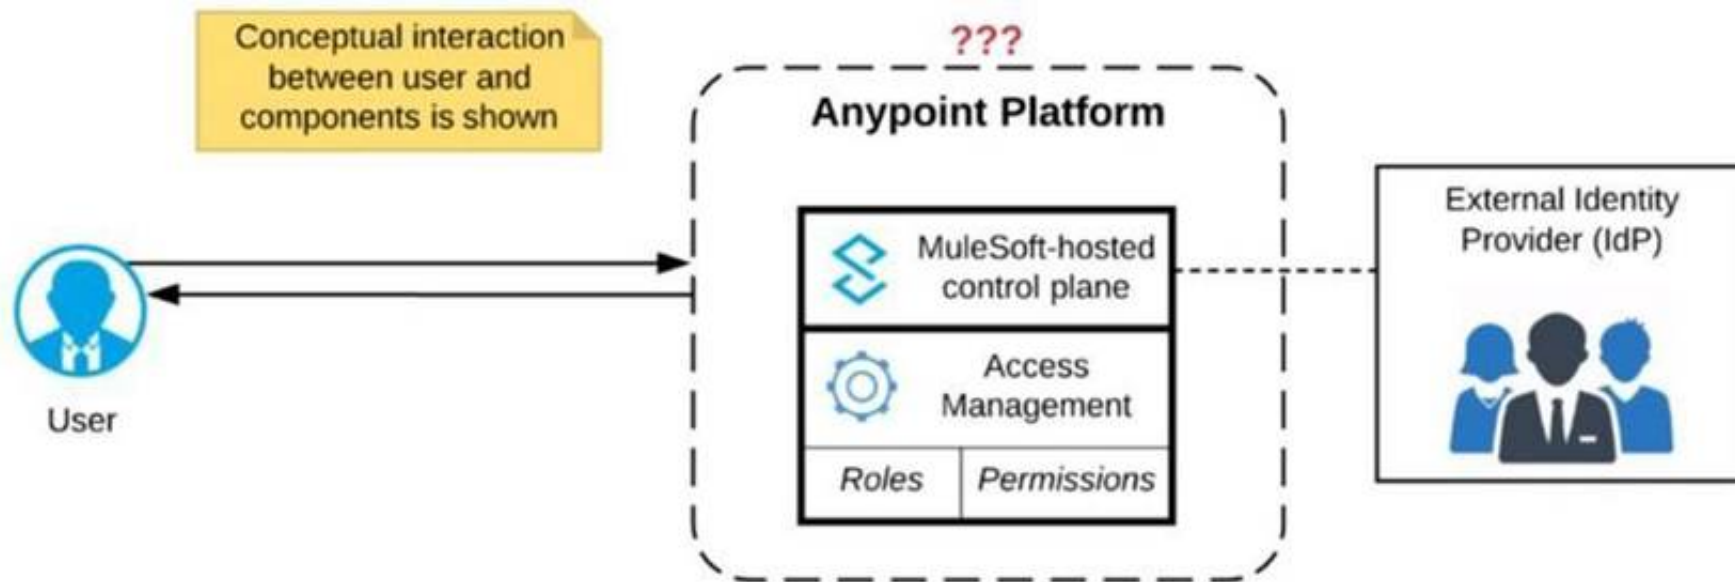 Conceptual interaction
between user and
components is shown
???
Anypoint Platform
MuleSoft-hosted
control plane
Access
Management
Roles
Permissions
External Identity
Provider (IdP)
User